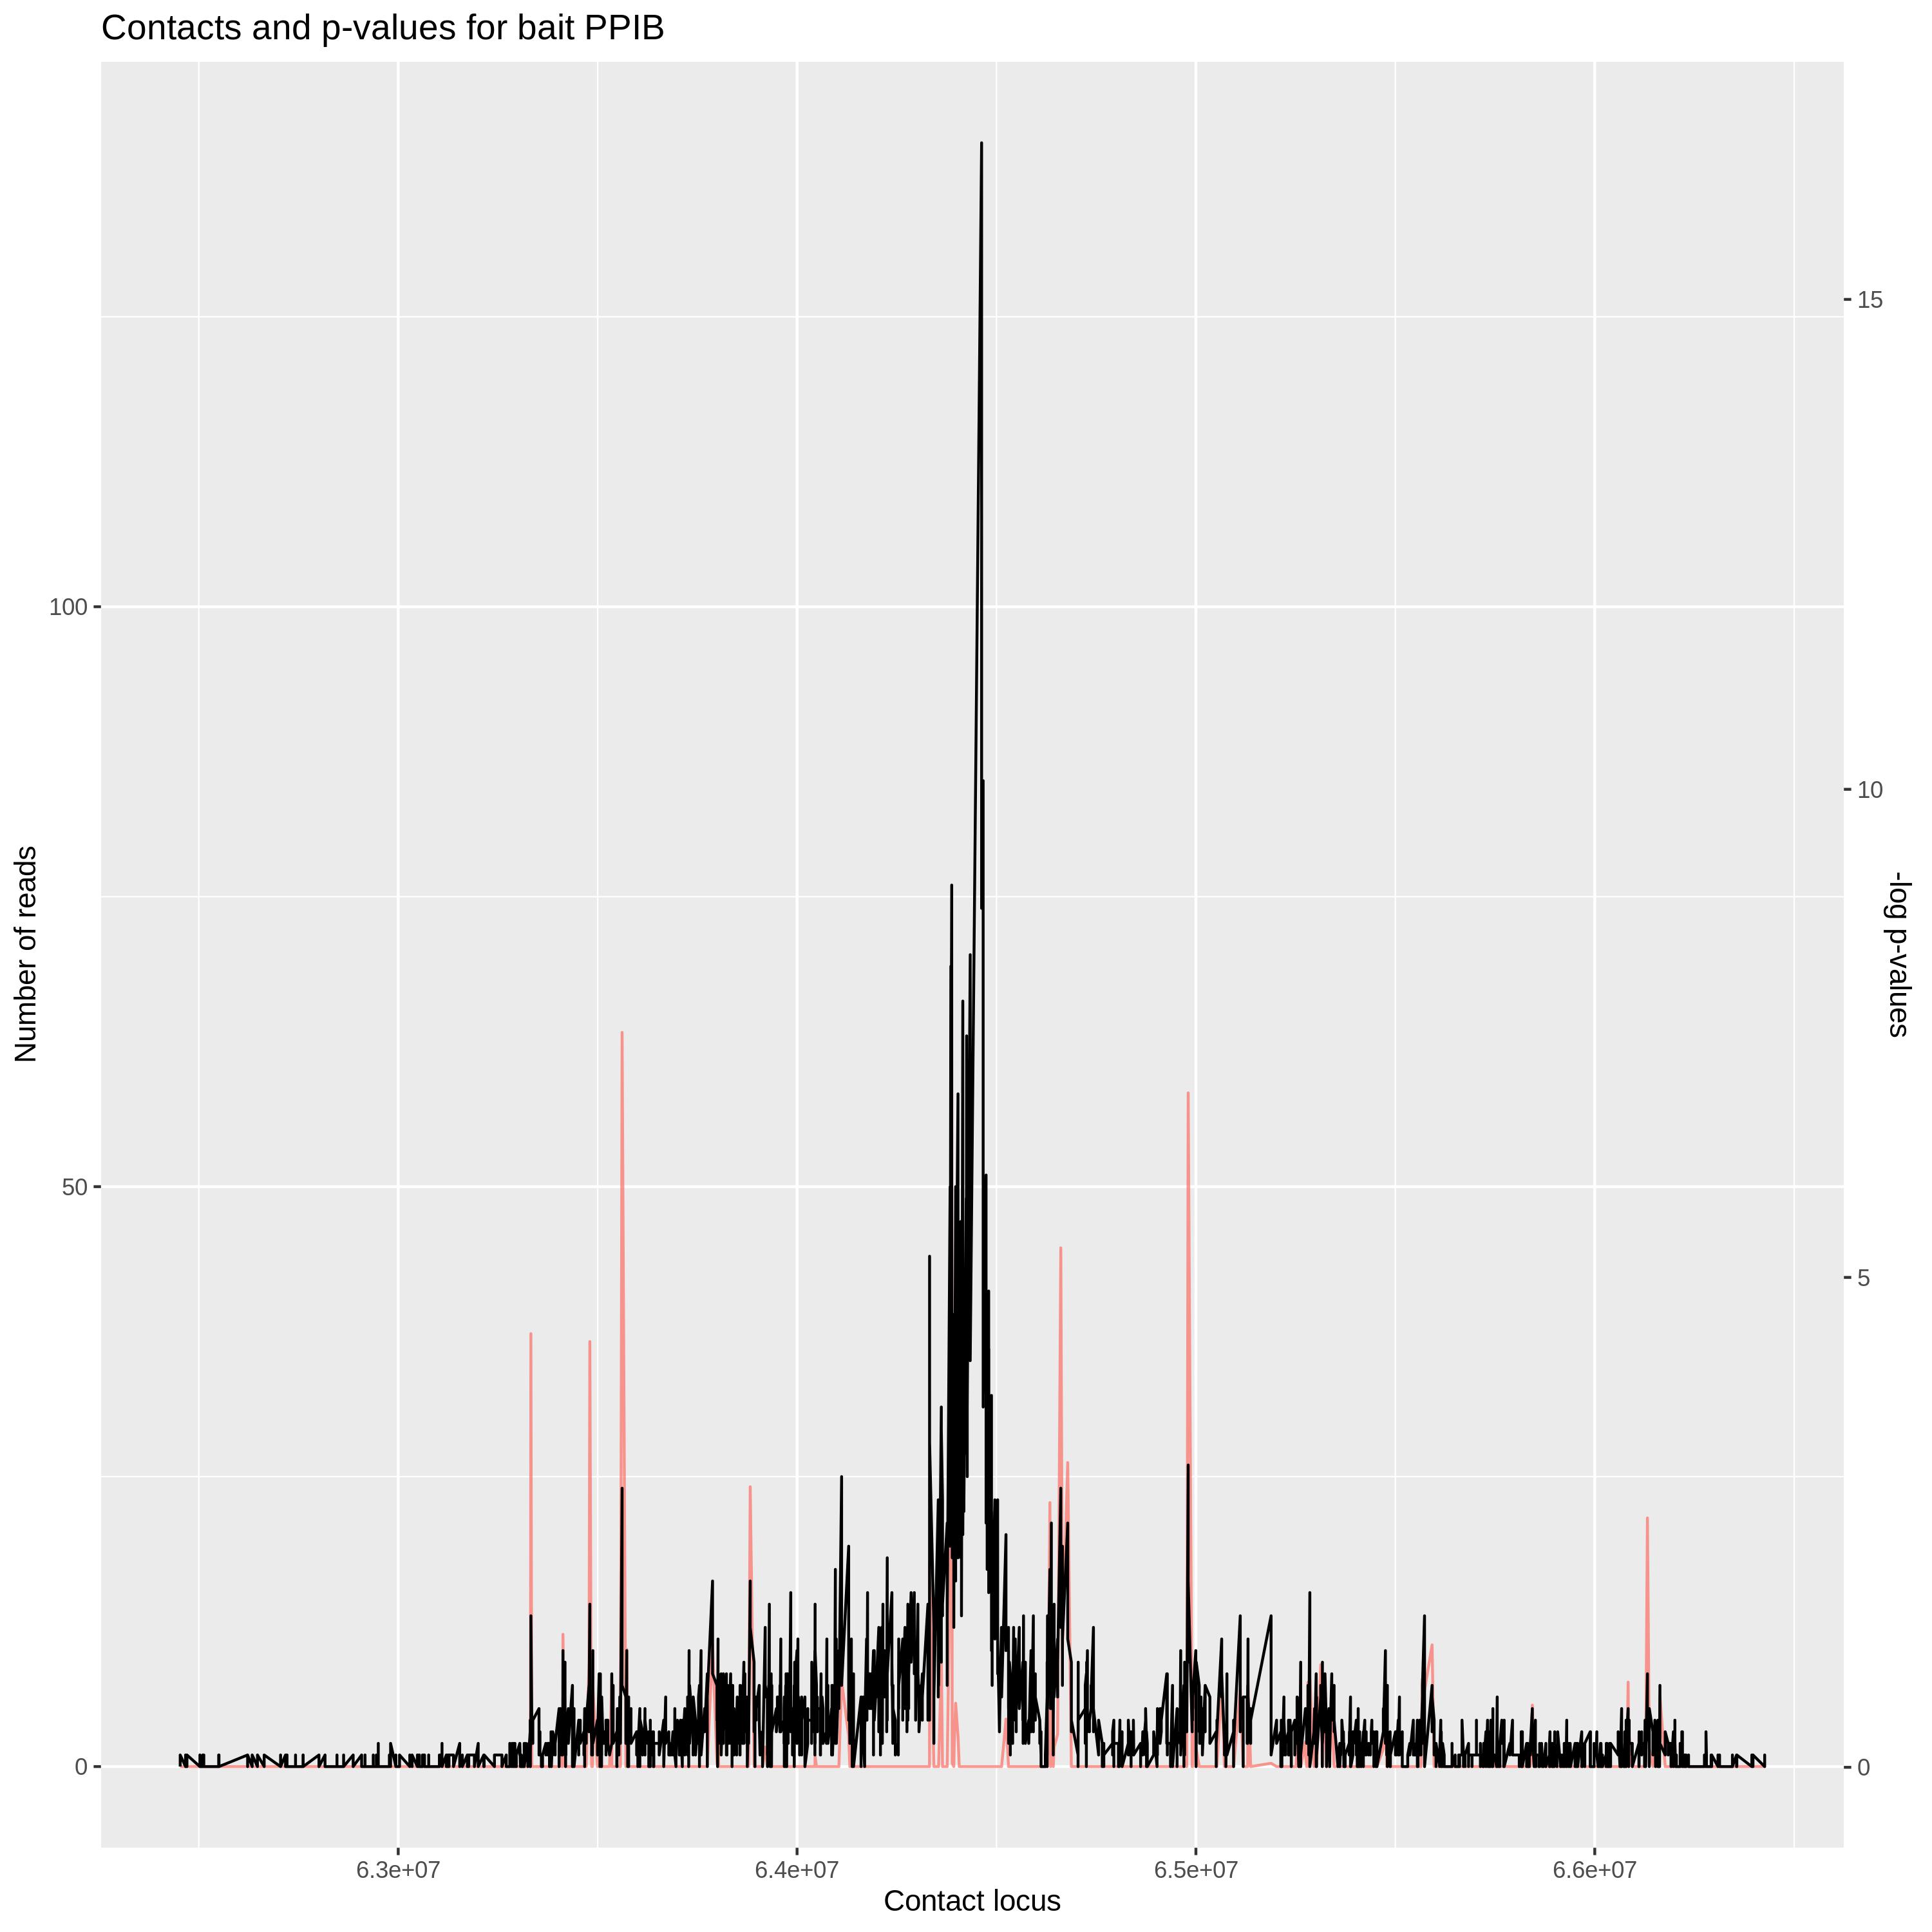 Contacts and p-values for bait PPIB
Number of reads
100
50
0
15
10
5
0
-log p-values
6.3e+07
6.4e+07
6.5e+07
6.6e+07
Contact locus